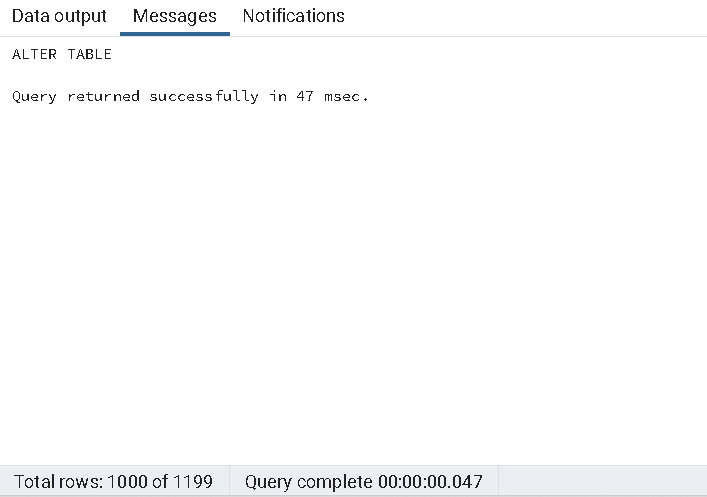 Data output Messages Notifications
ALTER TABLE
Query returned successfully in 47 msec.
Total rows: 1000 of 1199 Query complete 00:00:00.047